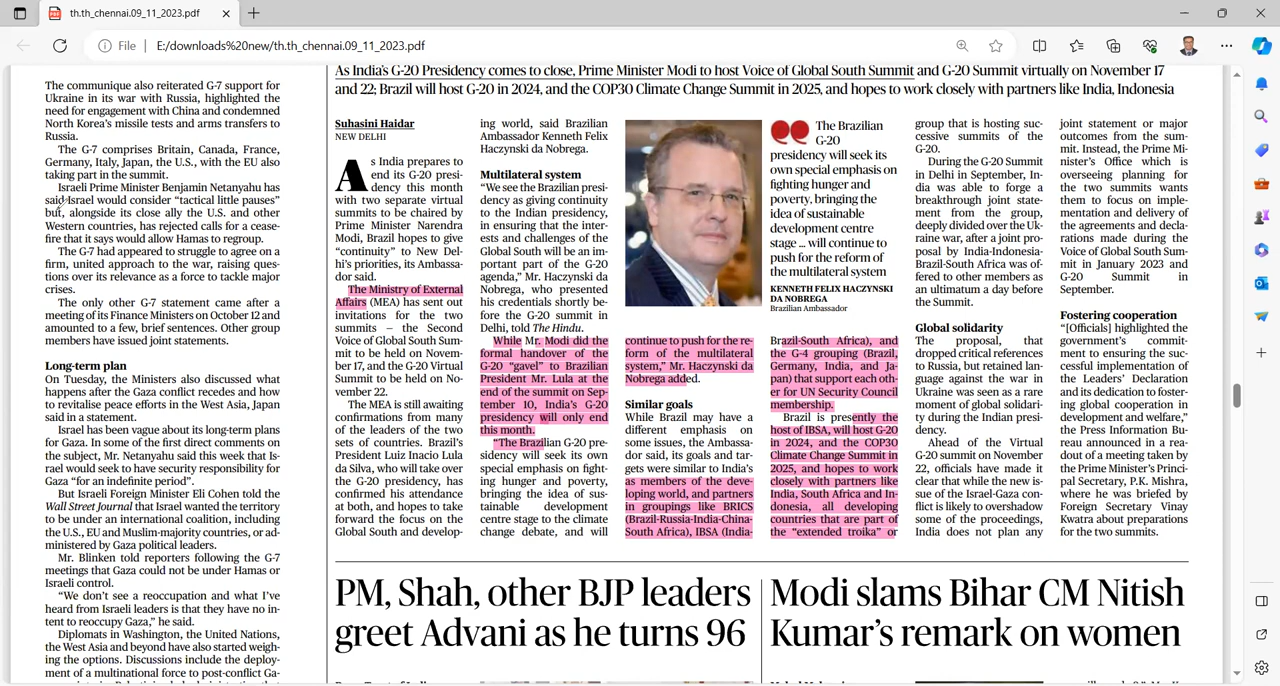 th.th_chennai.09_11_2023.pdf
File
E:/downloads%20new/th.th_chennai.09_11_2023.pdf
The communique also reiterated G-7 support for
Ukraine in its war with Russia, highlighted the
need for engagement with China and condemned
North Korea's missile tests and arms transfers to
Russia.
The G-7 comprises Britain, Canada, France,
Germany, Italy, Japan, the U.S., with the EU also
taking part in the summit.
Israeli Prime Minister Benjamin Netanyahu has
said Israel would consider “tactical little pauses”
but, alongside its close ally the U.S. and other
Western countries, has rejected calls for a cease-
fire that it says would allow Hamas to regroup.
The G-7 had appeared to struggle to agree on a
firm, united approach to the war, raising ques-
tions over its relevance as a force to tackle major
crises.
The only other G-7 statement came after a
meeting of its Finance Ministers on October 12 and
amounted to a few, brief sentences. Other group
members have issued joint statements.
Long-term plan
On Tuesday, the Ministers also discussed what
happens after the Gaza conflict recedes and how
to revitalise peace efforts in the West Asia, Japan
said in a statement.
Israel has been vague about its long-term plans
for Gaza. In some of the first direct comments on
the subject, Mr. Netanyahu said this week that Is-
rael would seek to have security responsibility for
Gaza “for an indefinite period”.
But Israeli Foreign Minister Eli Cohen told the
Wall Street Journal that Israel wanted the territory
to be under an international coalition, including
the U.S., EU and Muslim-majority countries, or ad-
ministered by Gaza political leaders.
Mr. Blinken told reporters following the G-7
meetings that Gaza could not be under Hamas or
Israeli control.
“We don't see a reoccupation and what I've
heard from Israeli leaders is that they have no in-
tent to reoccupy Gaza,” he said.
Diplomats in Washington, the United Nations,
the West Asia and beyond have also started weigh-
ing the options. Discussions include the deploy-
ment of a multinational force to post-conflict Ga-
As India's G-20 Presidency comes to close, Prime Minister Modi to host Voice of Global South Summit and G-20 Summit virtually on November 17
and 22; Brazil will host G-20 in 2024, and the COP30 Climate Change Summit in 2025, and hopes to work closely with partners like India, Indonesia
Suhasini Haidar
NEW DELHI
As India prepares to
end its G-20 presi-
dency this month
with two separate virtual
summits to be chaired by
Prime Minister Narendra
Modi, Brazil hopes to give
“continuity” to New Del-
hi's priorities, its Ambassa-
dor said.
The Ministry of External
Affairs (MEA) has sent out
invitations for the two
summits – the Second
Voice of Global South Sum-
mit to be held on Novem-
ber 17, and the G-20 Virtual
Summit to be held on No-
vember 22.
The MEA is still awaiting
confirmations from many
of the leaders of the two
sets of countries. Brazil's
President Luiz Inacio Lula
da Silva, who will take over
the G-20 presidency, has
confirmed his attendance
at both, and hopes to take
forward the focus on the
Global South and develop-
ing world, said Brazilian
Ambassador Kenneth Felix
Haczynski da Nobrega.
Multilateral system
“We see the Brazilian presi-
dency as giving continuity
to the Indian presidency,
in ensuring that the inter-
ests and challenges of the
Global South will be an im-
portant part of the G-20
agenda,” Mr. Haczynski da
Nobrega, who presented
his credentials shortly be-
fore the G-20 summit in
Delhi, told The Hindu.
While Mr. Modi did the
formal handover of the
G-20 “gavel” to Brazilian
President Mr. Lula at the
end of the summit on Sep-
tember 10, India's G-20
presidency will only end
this month.
“The Brazilian G-20 pre-
sidency will seek its own
special emphasis on fight-
ing hunger and poverty,
bringing the idea of sus-
tainable development
centre stage to the climate
change debate, and will
continue to push for the re-
form of the multilateral
system,” Mr. Haczynski da
Nobrega added.
Similar goals
While Brazil may have a
different emphasis on
some issues, the Ambassa-
dor said, its goals and tar-
gets were similar to India's
as members of the deve-
loping world, and partners
in groupings like BRICS
(Brazil-Russia-India-China-
South Africa), IBSA (India-
The Brazilian
G-20
presidency will seek its
own special emphasis on
fighting hunger and
poverty, bringing the
idea of sustainable
development centre
stage ... will continue to
push for the reform of
the multilateral system
KENNETH FELIX HACZYNSKI
DA NOBREGA
Brazilian Ambassador
Brazil-South Africa), and
the G-4 grouping (Brazil,
Germany, India, and Ja-
pan) that support each oth-
er for UN Security Council
membership.
Brazil is presently the
host of IBSA, will host G-20
in 2024, and the COP30
Climate Change Summit in
2025, and hopes to work
closely with partners like
India, South Africa and In-
donesia, all developing
countries that are part of
the “extended troika” or
group that is hosting suc-
cessive summits of the
G-20.
During the G-20 Summit
in Delhi in September, In-
dia was able to forge a
breakthrough joint state-
ment from the group,
deeply divided over the Uk-
raine war, after a joint pro-
posal by India-Indonesia-
Brazil-South Africa was of-
fered to other members as
an ultimatum a day before
the Summit.
Global solidarity
The proposal, that
dropped critical references
to Russia, but retained lan-
guage against the war in
Ukraine was seen as a rare
moment of global solidari-
ty during the Indian presi-
dency.
Ahead of the Virtual
G-20 summit on November
22, officials have made it
clear that while the new is-
sue of the Israel-Gaza con-
flict is likely to overshadow
some of the proceedings,
India does not plan any
joint statement or major
outcomes from the sum-
mit. Instead, the Prime Mi-
nister's Office which is
overseeing planning for
the two summits wants
them to focus on imple-
mentation and delivery of
the agreements and decla-
rations made during the
Voice of Global South Sum-
mit in January 2023 and
G-20 Summit in
September.
Fostering cooperation
“[Officials] highlighted the
government's commit-
ment to ensuring the suc-
cessful implementation of
the Leaders' Declaration
and its dedication to foster-
ing global cooperation in
development and welfare,”
the Press Information Bu-
reau announced in a rea-
dout of a meeting taken by
the Prime Minister's Princi-
pal Secretary, P.K. Mishra,
where he was briefed by
Foreign Secretary Vinay
Kwatra about preparations
for the two summits.
PM, Shah, other BJP leaders
greet Advani as he turns 96
Modi slams Bihar CM Nitish
Kumar's remark on women